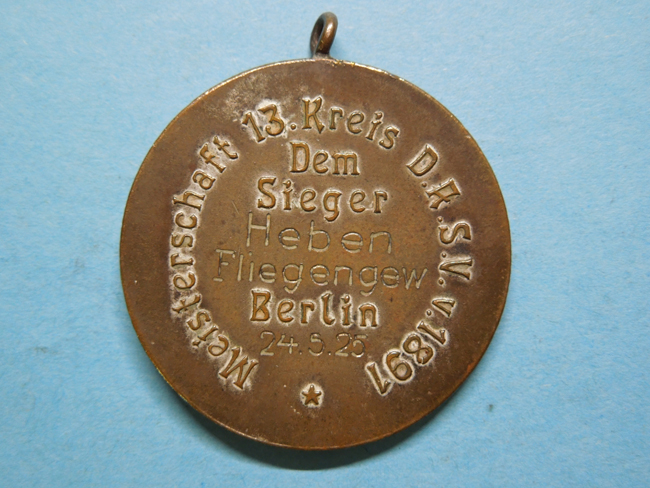 Meisterschaft 13. Kreis D.A.S.V. v. 1891
Dem
Sieger
Heben
Fliegengew
Berlin
24.5.25